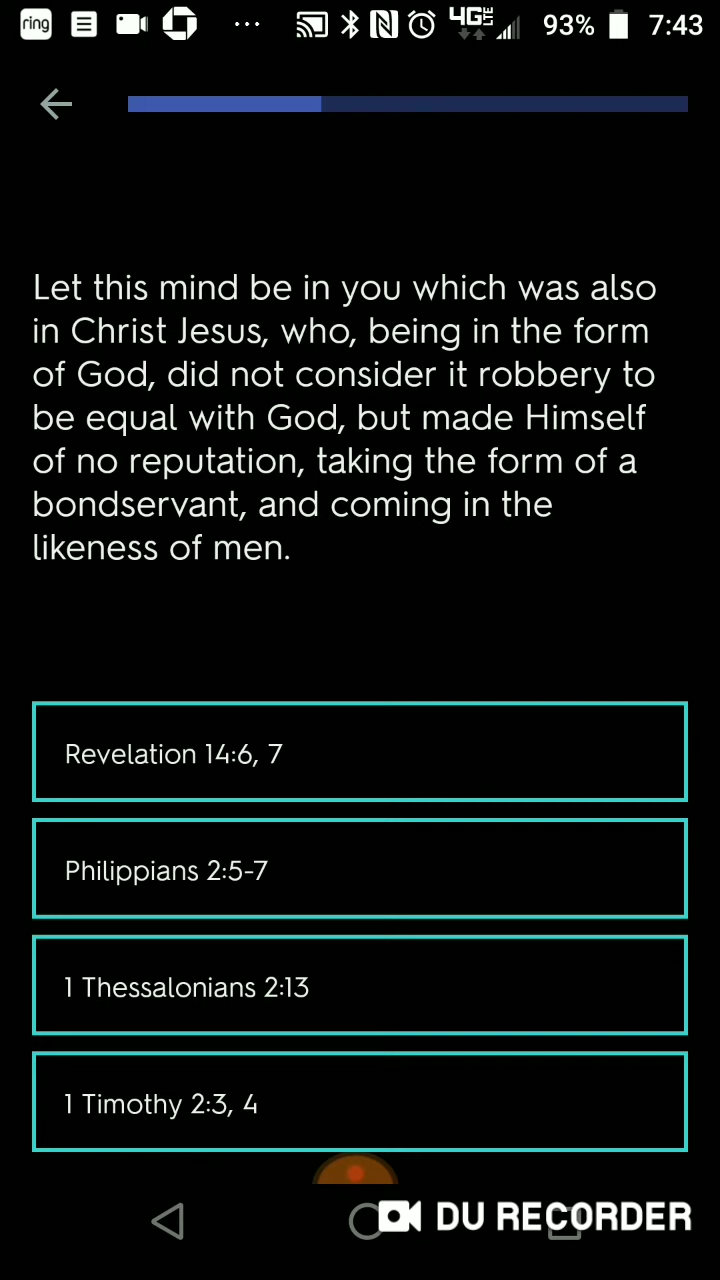 ring 4G LTE 93% 7:43
Let this mind be in you which was also
in Christ Jesus, who, being in the form
of God, did not consider it robbery to
be equal with God, but made Himself
of no reputation, taking the form of a
bondservant, and coming in the
likeness of men.
Revelation 14:6, 7
Philippians 2:5-7
1 Thessalonians 2:13
1 Timothy 2:3, 4
DU RECORDER